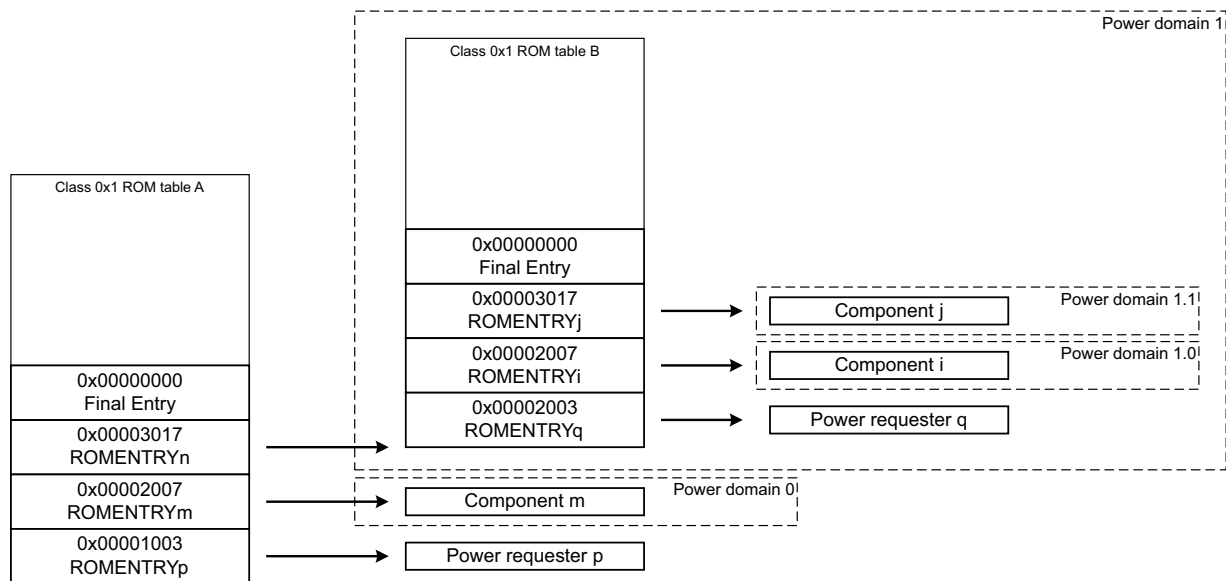 Power domain 1
Class 0x1 ROM table B
Class 0x1 ROM table A
0x00000000
Final Entry
0x00003017
ROMENTRYj
Component j
Power domain 1.1
0x00002007
ROMENTRYi
Component i
Power domain 1.0
0x00002003
ROMENTRYq
Power requester q
0x00000000
Final Entry
0x00003017
ROMENTRYn
0x00002007
ROMENTRYm
Component m
Power domain 0
0x00001003
ROMENTRYp
Power requester p